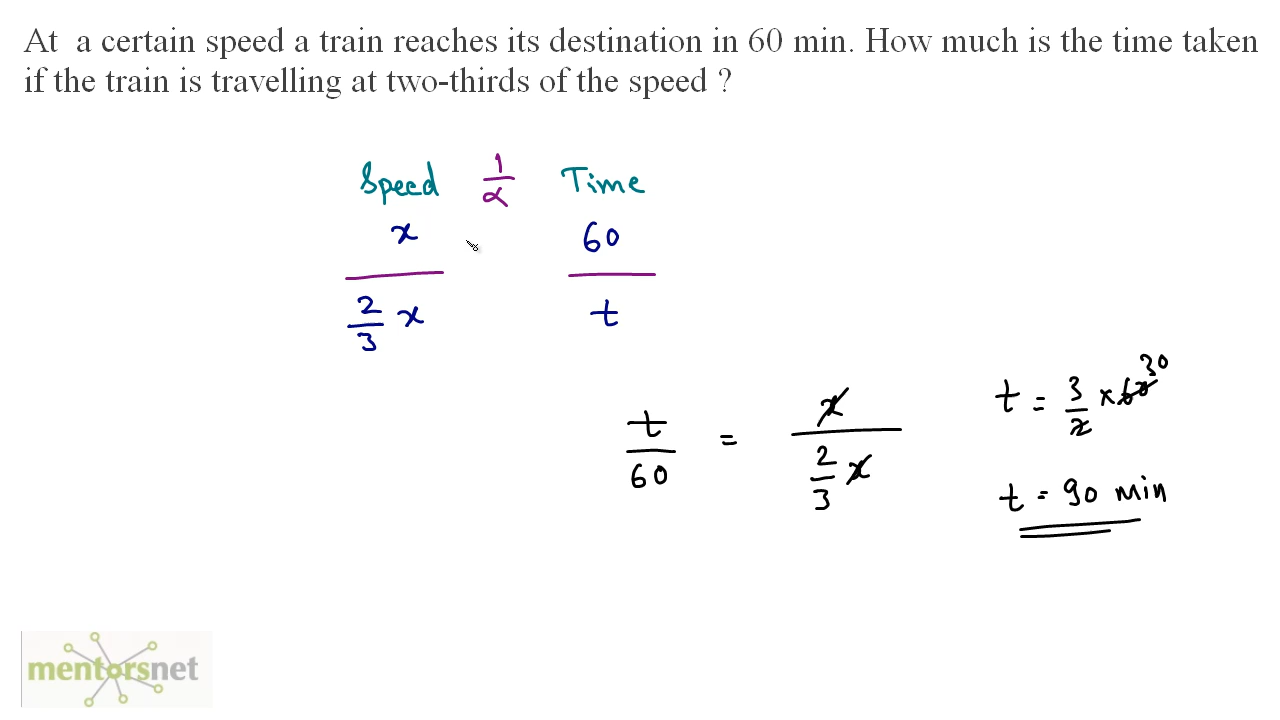 At a certain speed a train reaches its destination in 60 min. How much is the time taken
if the train is travelling at two-thirds of the speed ?
Speed 1/α Time
x 60
2/3 x t
t/60 = x / 2/3 x
t = 3/2 × 60 30
t = 90 min
mentorsnet